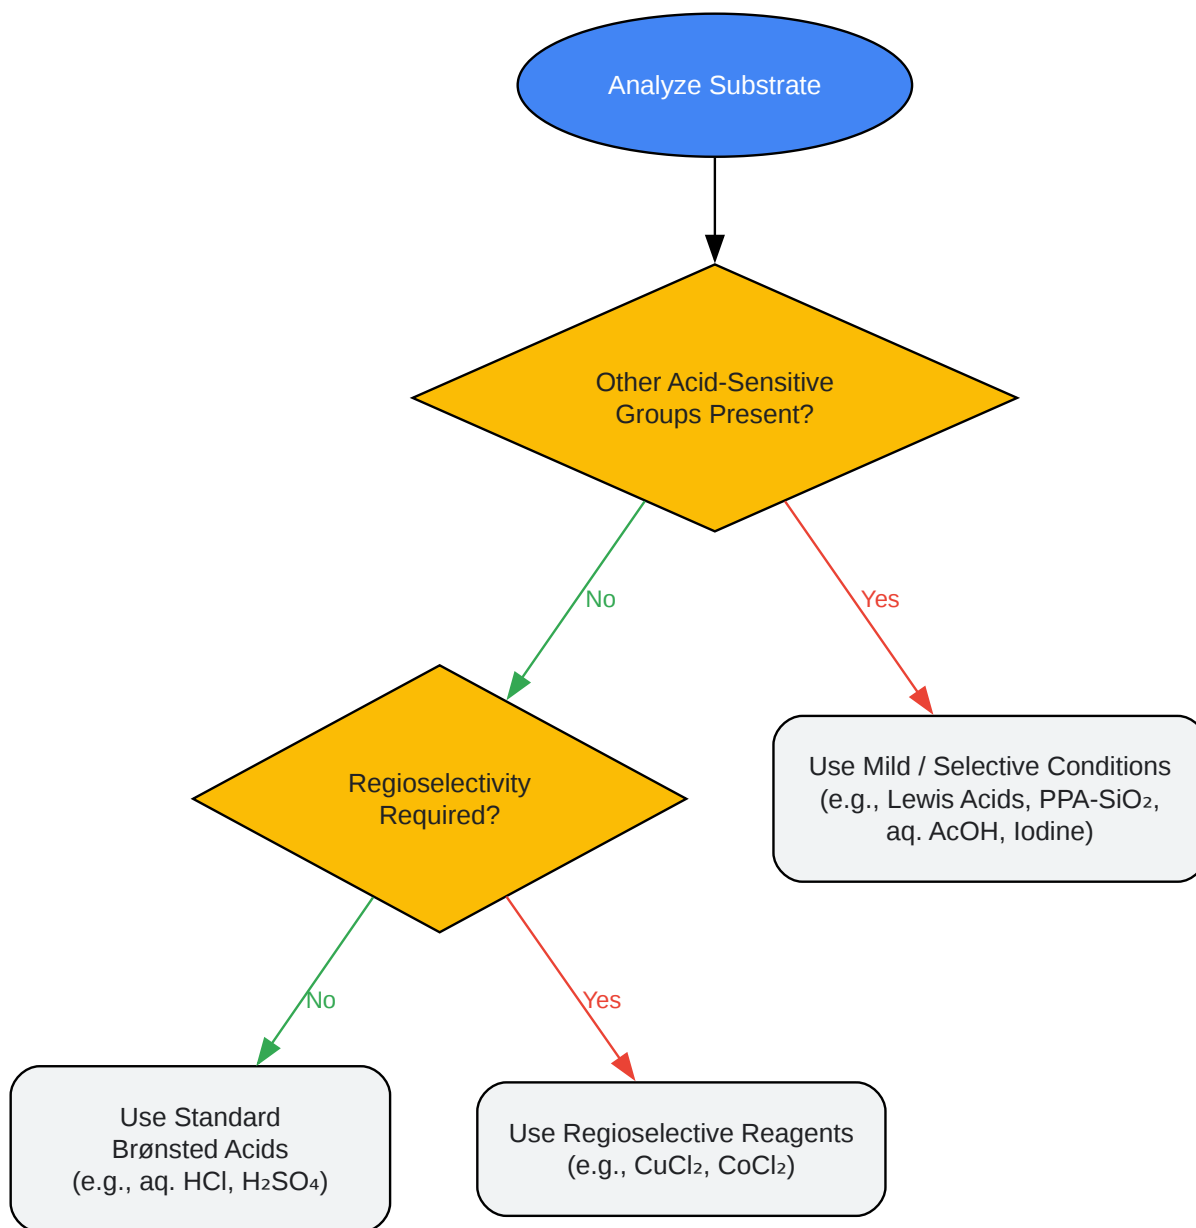 Analyze Substrate
Other Acid-Sensitive
Groups Present?
No
Yes
Regioselectivity
Required?
Use Mild / Selective Conditions
(e.g., Lewis Acids, PPA-SiO₂,
aq. AcOH, Iodine)
No
Yes
Use Standard
Brønsted Acids
(e.g., aq. HCl, H₂SO₄)
Use Regioselective Reagents
(e.g., CuCl₂, CoCl₂)